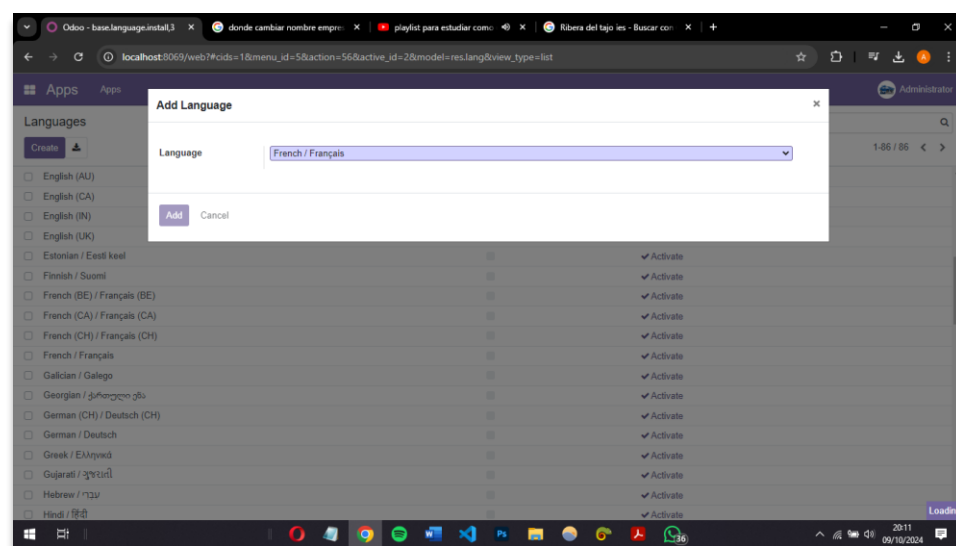 Odoo - base.language.install,3
donde cambiar nombre empre
playlist para estudiar como
Ribera del tajo ies - Buscar con
localhost:8069/web?#cids=1&menu_id=5&action=56&active_id=2&model=res.lang&view_type=list
Apps Apps Administrator
Add Language
Languages
Create 1-86 / 86
Language French / Français
English (AU)
English (CA)
English (IN)
English (UK)
Add Cancel
Estonian / Eesti keel Activate
Finnish / Suomi Activate
French (BE) / Français (BE) Activate
French (CA) / Français (CA) Activate
French (CH) / Français (CH) Activate
French / Français Activate
Galician / Galego Activate
Georgian / ქართული ენა Activate
German (CH) / Deutsch (CH) Activate
German / Deutsch Activate
Greek / Ελληνικά Activate
Gujarati / ગુજરાતી Activate
Hebrew / עברי Activate
Hindi / हिंदी Activate
Loadin
Ps
36
20:11
09/10/2024